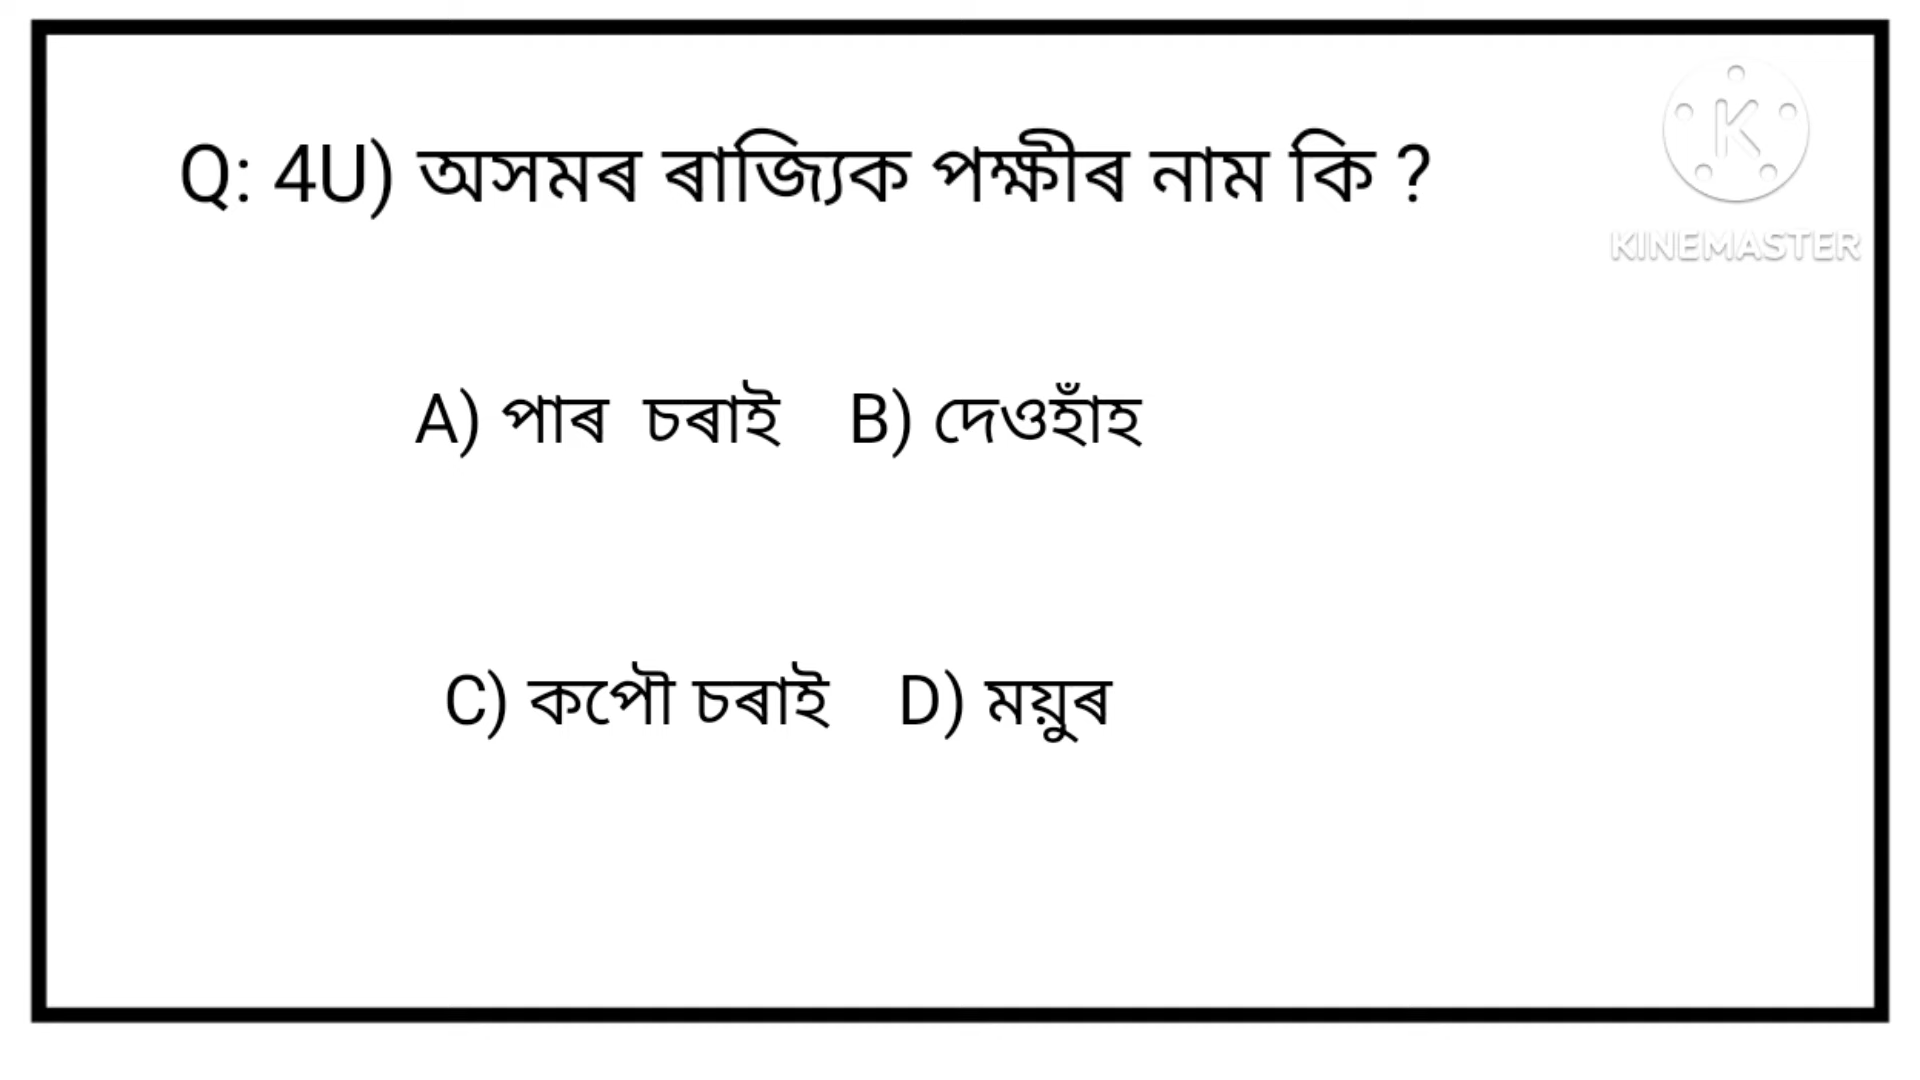 Q: 4U) অসমৰ ৰাজ্যিক পক্ষীৰ নাম কি ?
KINEMASTER
A) পাৰ চৰাই B) দেওহাঁহ
C) কপৌ চৰাই D) ময়ুৰ